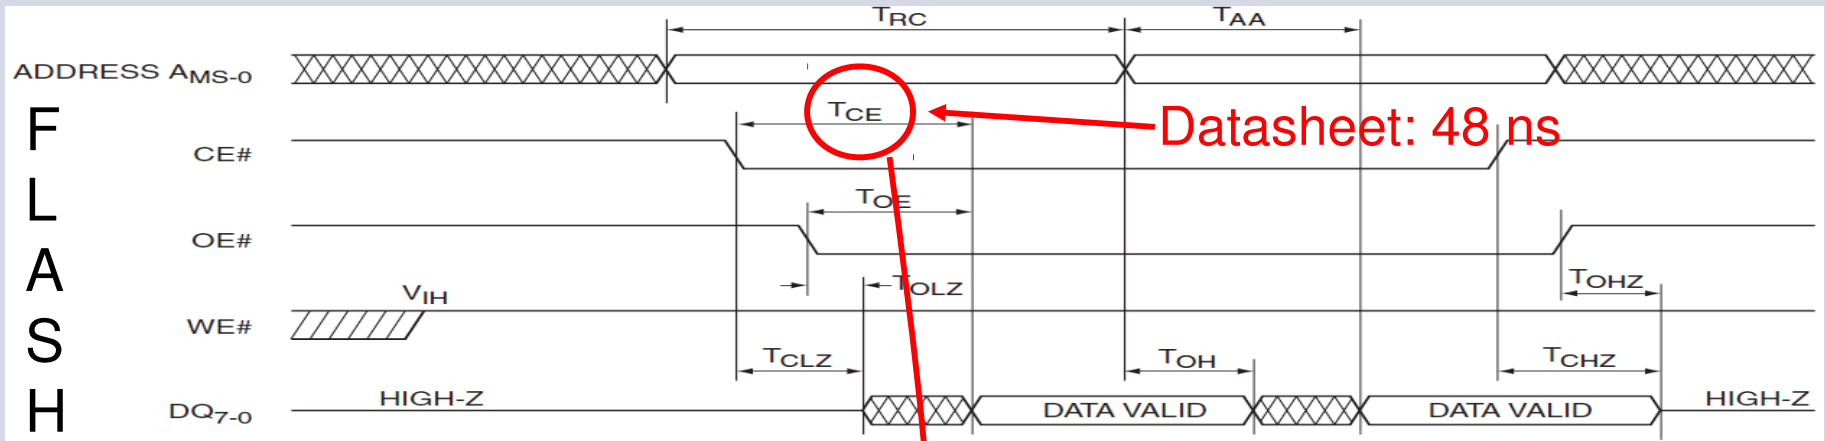 TRC TAA
ADDRESS AMS-0
TCE
Datasheet: 48 ns
CE#
TOE
OE#
TOLZ
TOHZ
VIH
WE#
TCLZ TOH TCHZ
HIGH-Z DATA VALID DATA VALID HIGH-Z
DQ7-0
F
L
A
S
H